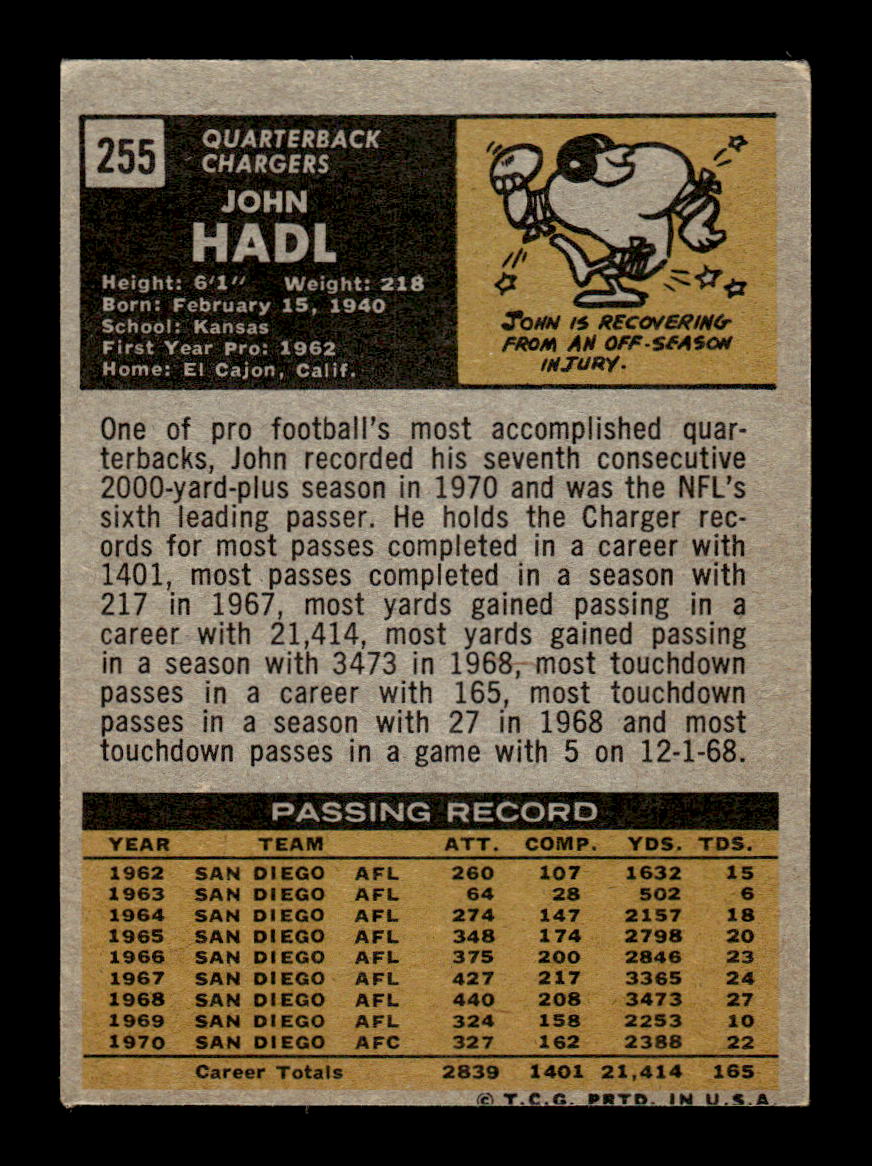 255
QUARTERBACK
CHARGERS
JOHN
HADL
Height: 6'1" Weight: 218
Born: February 15, 1940
School: Kansas
First Year Pro: 1962
Home: El Cajon, Calif.
JOHN IS RECOVERING
FROM AN OFF-SEASON
INJURY.
One of pro football's most accomplished quar-
terbacks, John recorded his seventh consecutive
2000-yard-plus season in 1970 and was the NFL's
sixth leading passer. He holds the Charger rec-
ords for most passes completed in a career with
1401, most passes completed in a season with
217 in 1967, most yards gained passing in a
career with 21,414, most yards gained passing
in a season with 3473 in 1968, most touchdown
passes in a career with 165, most touchdown
passes in a season with 27 in 1968 and most
touchdown passes in a game with 5 on 12-1-68.
PASSING RECORD
YEAR TEAM ATT. COMP. YDS. TDS.
1962 SAN DIEGO AFL 260 107 1632 15
1963 SAN DIEGO AFL 64 28 502 6
1964 SAN DIEGO AFL 274 147 2157 18
1965 SAN DIEGO AFL 348 174 2798 20
1966 SAN DIEGO AFL 375 200 2846 23
1967 SAN DIEGO AFL 427 217 3365 24
1968 SAN DIEGO AFL 440 208 3473 27
1969 SAN DIEGO AFL 324 158 2253 10
1970 SAN DIEGO AFC 327 162 2388 22
Career Totals 2839 1401 21,414 165
© T.C.G. PRTD. IN U.S.A.